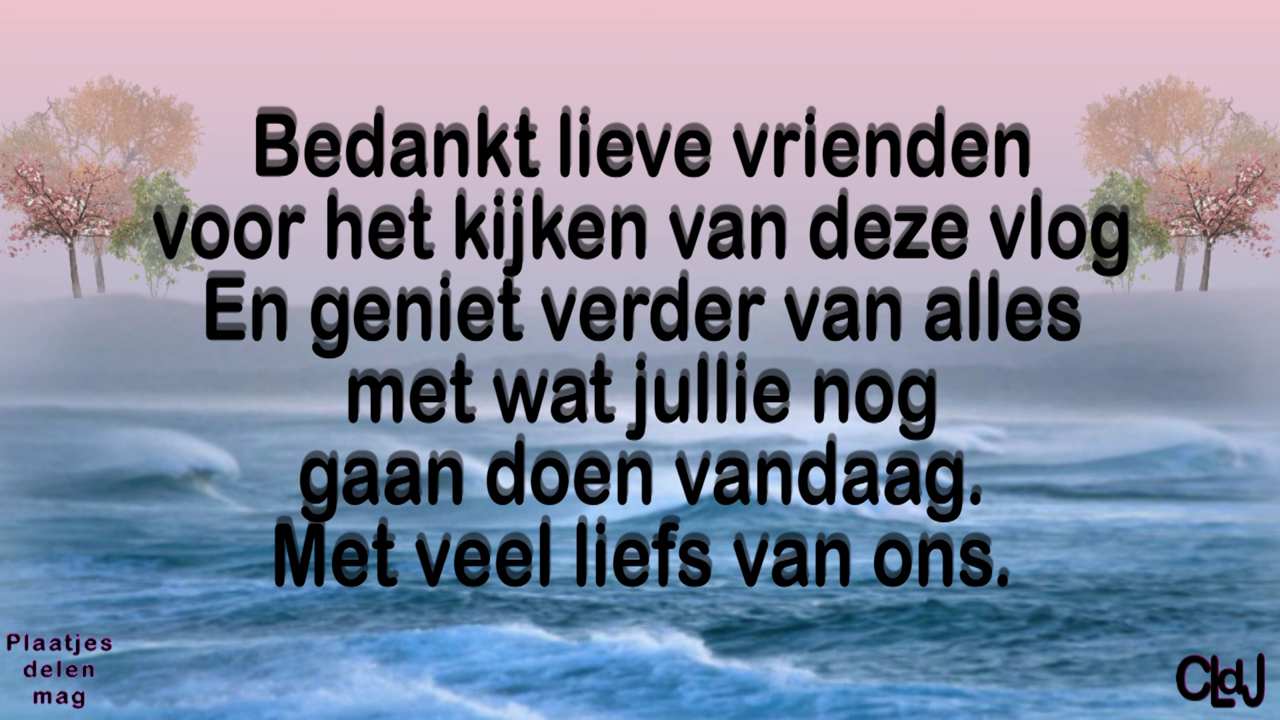 Bedankt lieve vrienden
voor het kijken van deze vlog
En geniet verder van alles
met wat jullie nog
gaan doen vandaag.
Met veel liefs van ons.
Plaatjes
delen
mag
CLdJ